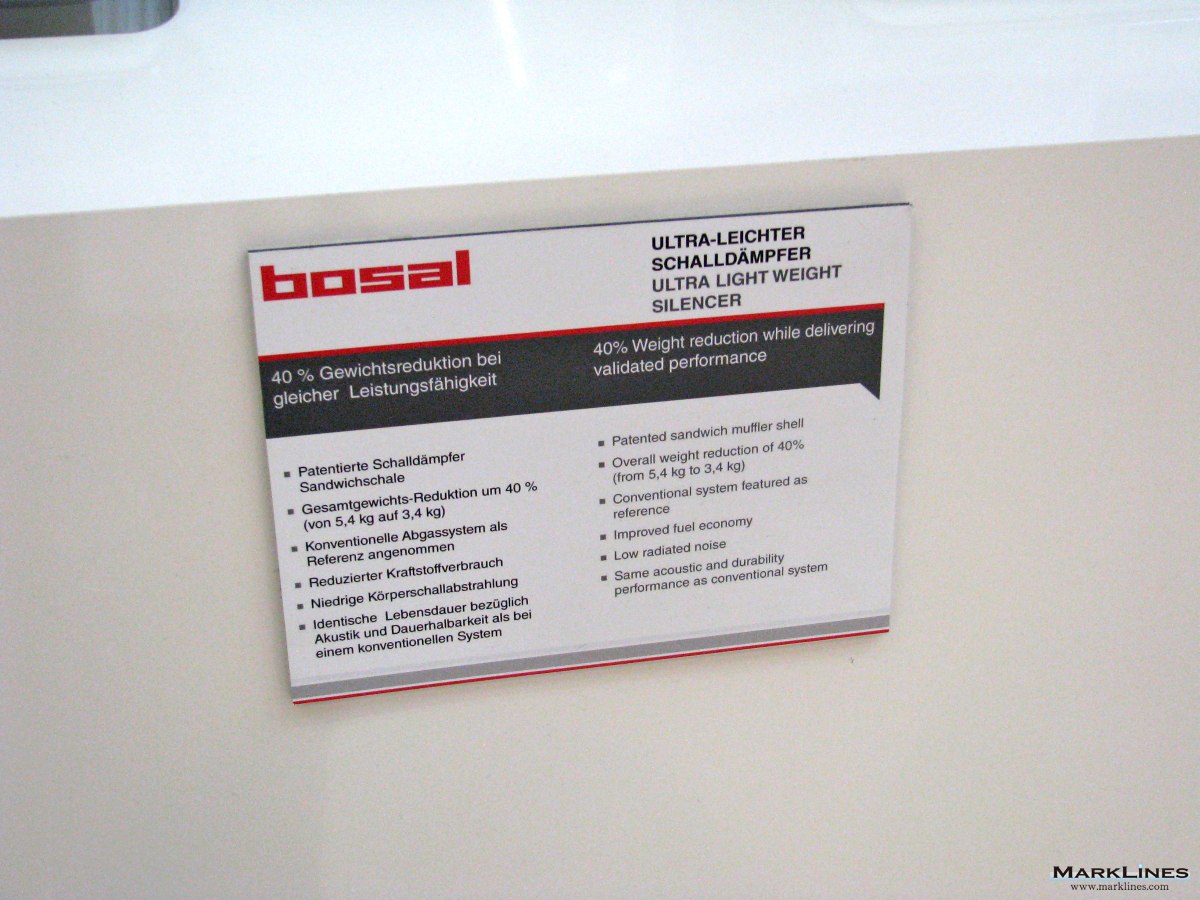 bosal
ULTRA-LEICHTER
SCHALLDÄMPFER
ULTRA LIGHT WEIGHT
SILENCER
40 % Gewichtsreduktion bei
gleicher Leistungsfähigkeit
40% Weight reduction while delivering
validated performance
▪ Patentierte Schalldämpfer
Sandwichschale
▪ Gesamtgewichts-Reduktion um 40 %
(von 5,4 kg auf 3,4 kg)
▪ Konventionelle Abgassystem als
Referenz angenommen
▪ Reduzierter Kraftstoffverbrauch
▪ Niedrige Körperschallabstrahlung
▪ Identische Lebensdauer bezüglich
Akustik und Dauerhalbarkeit als bei
einem konventionellen System
▪ Patented sandwich muffler shell
▪ Overall weight reduction of 40%
(from 5,4 kg to 3,4 kg)
▪ Conventional system featured as
reference
▪ Improved fuel economy
▪ Low radiated noise
▪ Same acoustic and durability
performance as conventional system
MARKLINES
www.marklines.com